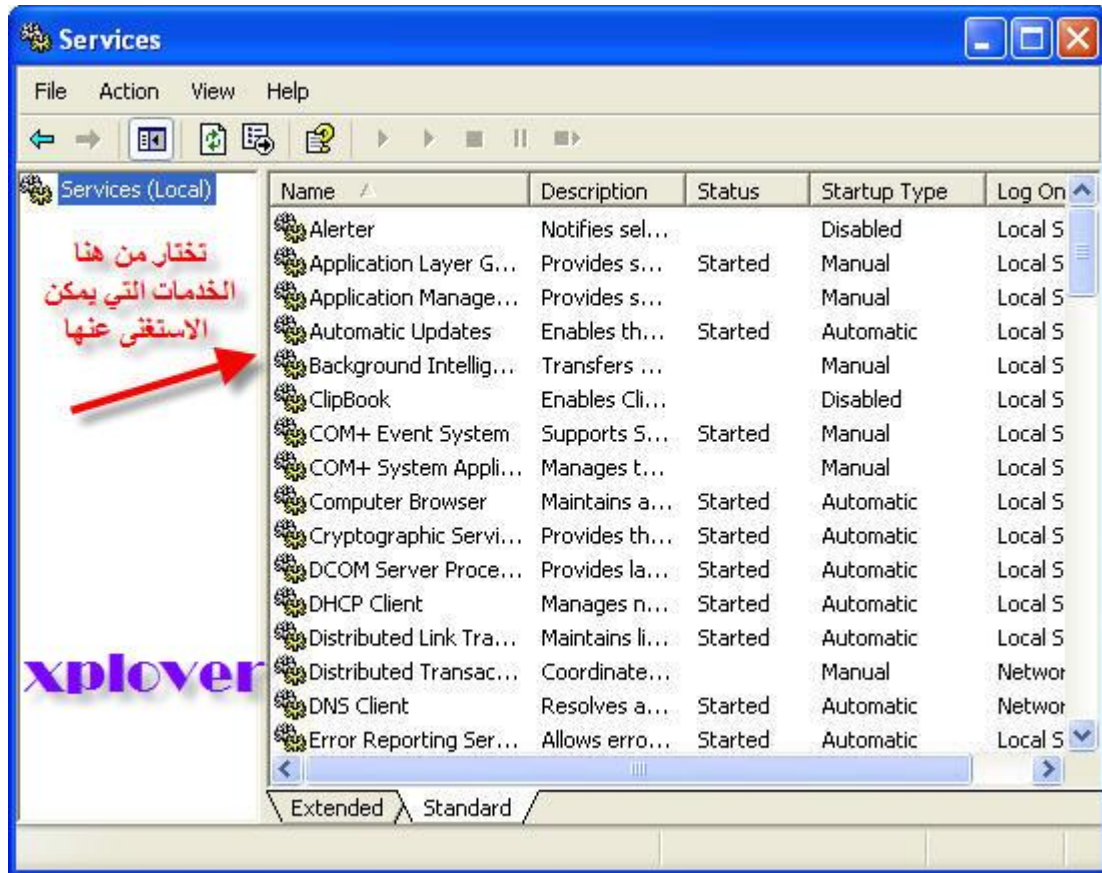 Services
File Action View Help
Services (Local)
تختار من هنا
الخدمات التي يمكن
الاستغنى عنها
xplover
Name Description Status Startup Type Log On
Alerter Notifies sel... Disabled Local S
Application Layer G... Provides s... Started Manual Local S
Application Manage... Provides s... Manual Local S
Automatic Updates Enables th... Started Automatic Local S
Background Intellig... Transfers ... Manual Local S
ClipBook Enables Cli... Disabled Local S
COM+ Event System Supports S... Started Manual Local S
COM+ System Appli... Manages t... Manual Local S
Computer Browser Maintains a... Started Automatic Local S
Cryptographic Servi... Provides th... Started Automatic Local S
DCOM Server Proce... Provides la... Started Automatic Local S
DHCP Client Manages n... Started Automatic Local S
Distributed Link Tra... Maintains li... Started Automatic Local S
Distributed Transac... Coordinate... Manual Networ
DNS Client Resolves a... Started Automatic Networ
Error Reporting Ser... Allows erro... Started Automatic Local S
Extended Standard